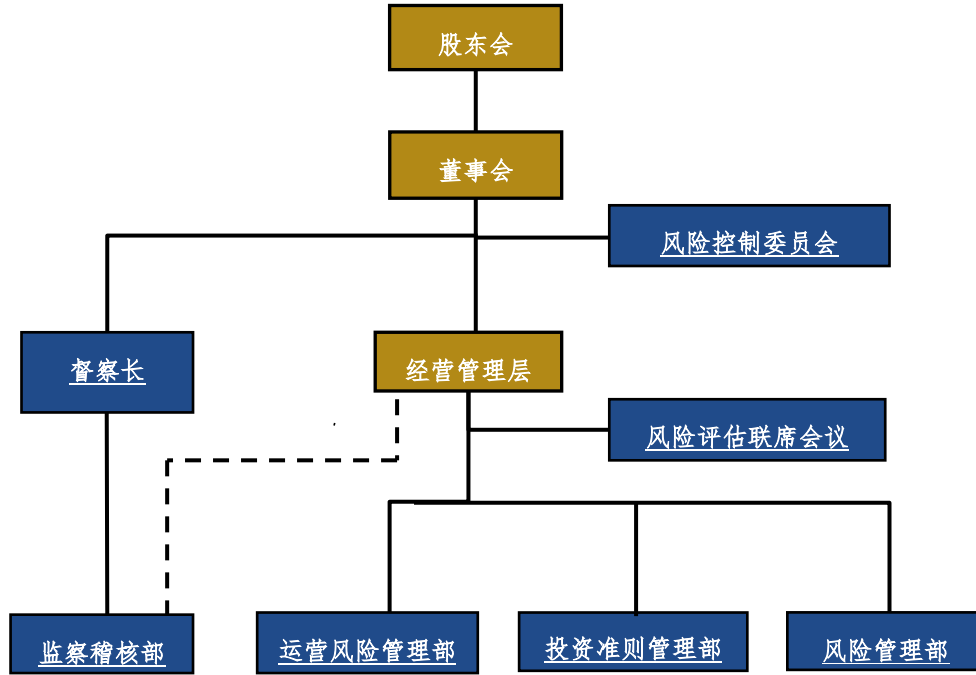 股东会
董事会
风险控制委员会
督察长
经营管理层
风险评估联席会议
监察稽核部
运营风险管理部
投资准则管理部
风险管理部